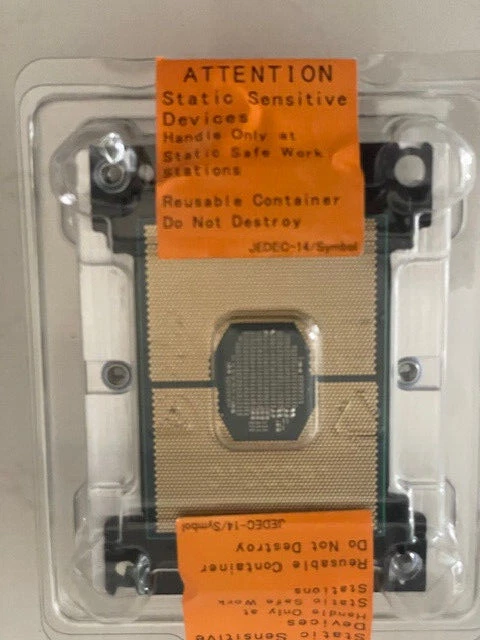 ATTENTION
Static Sensitive
Devices
Handle Only at
Static Safe Work
Stations
Reusable Container
Do Not Destroy
JEDEC-14/Symbol
JEDEC-14/Symbol
Do Not Destroy
Reusable Container
Stations
Static Safe Work
Handle Only at
Devices
Static Sensitive